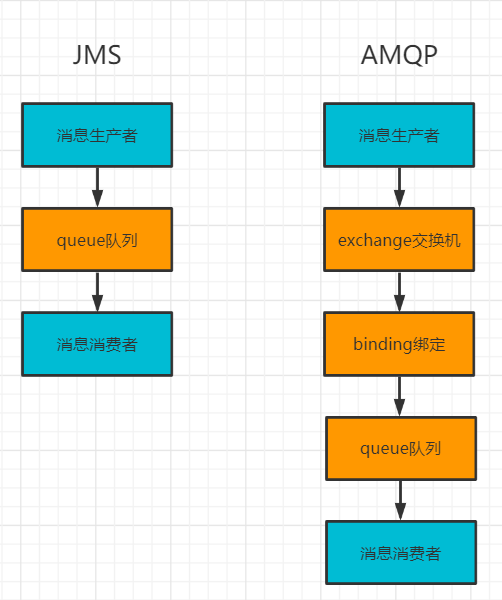 JMS
消息生产者
queue队列
消息消费者
AMQP
消息生产者
exchange交换机
binding绑定
queue队列
消息消费者